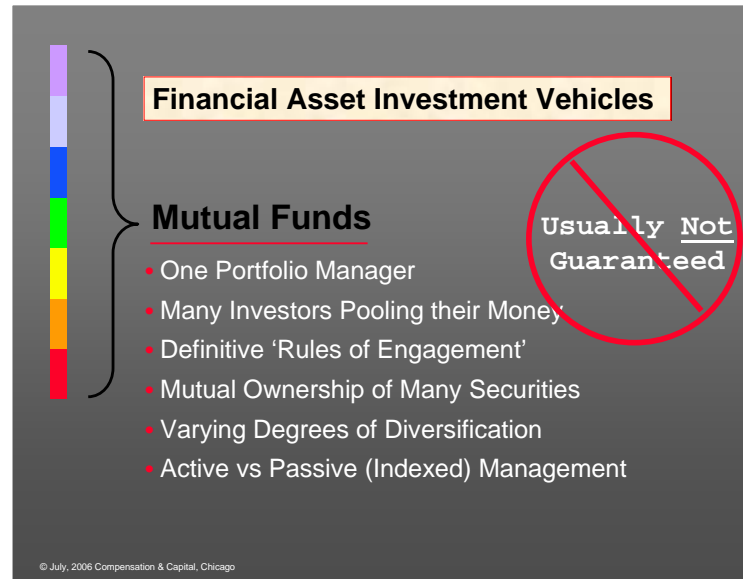 Financial Asset Investment Vehicles
Mutual Funds
Usually Not
Guaranteed
• One Portfolio Manager
• Many Investors Pooling their Money
• Definitive ‘Rules of Engagement’
• Mutual Ownership of Many Securities
• Varying Degrees of Diversification
• Active vs Passive (Indexed) Management
© July, 2006 Compensation & Capital, Chicago